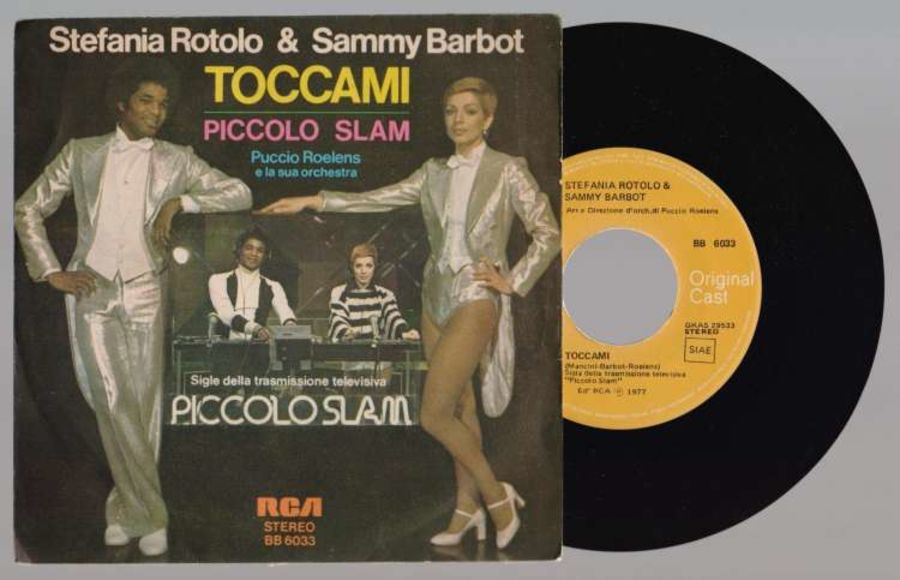 Stefania Rotolo & Sammy Barbot
TOCCAMI
PICCOLO SLAM
Puccio Roelens
e la sua orchestra
Sigle della trasmissione televisiva
PICCOLO SLAM
RCA
STEREO
BB 6033
STEFANIA ROTOLO &
SAMMY BARBOT
Arr e Direzione d'orch.di Puccio Roelens
BB 6033
Original
Cast
GKAS 29533
STEREO
SIAE
TOCCAMI
(Mancini-Barbot-Roelens)
Sigla della trasmissione televisiva
"Piccolo Slam"
Ed° RCA ℗ 1977